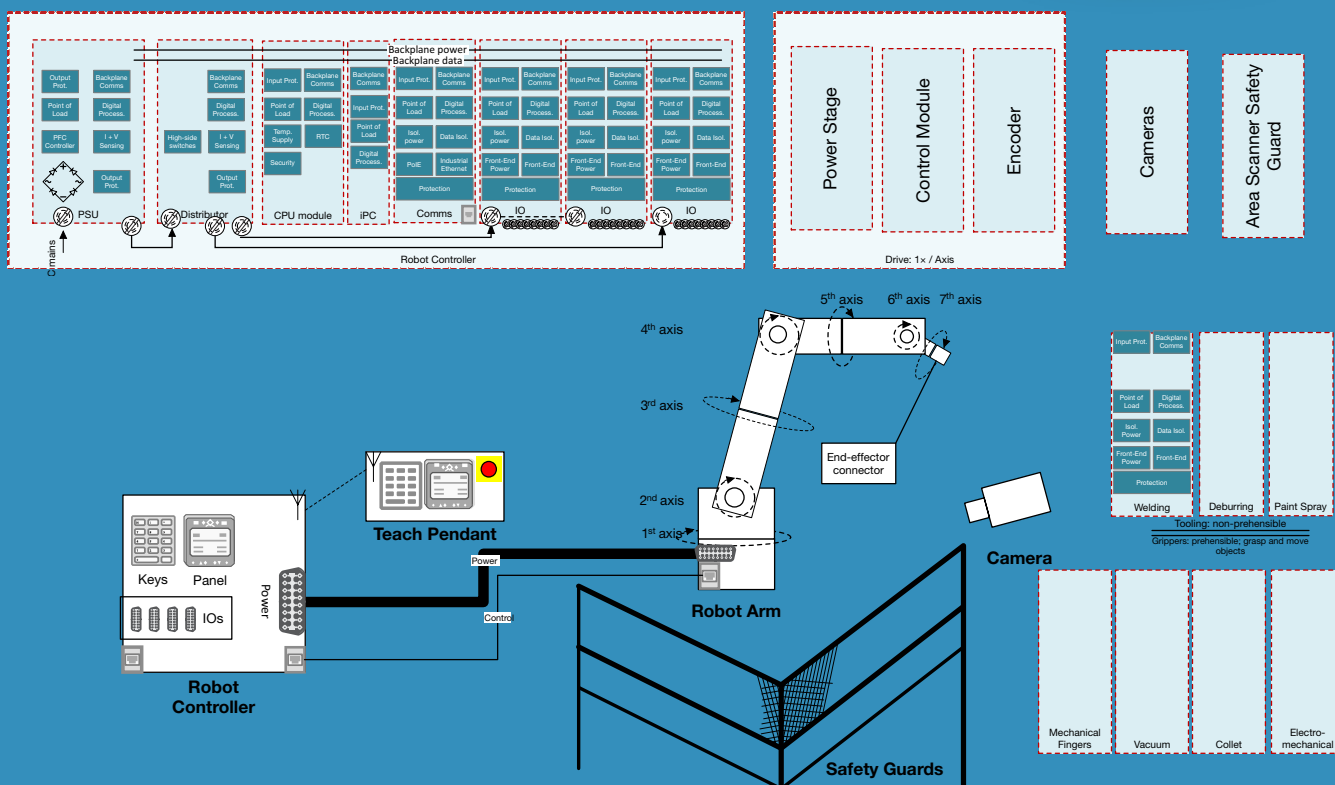 Backplane power
Backplane data
Output
Prot.
Backplane
Comms
Point of
Load
Digital
Process.
PFC
Controller
I + V
Sensing
Output
Prot.
PSU
Backplane
Comms
Digital
Process.
High-side
switches
I + V
Sensing
Output
Prot.
Distributor
Input Prot.
Backplane
Comms
Point of
Load
Digital
Process.
Temp.
Supply
RTC
Security
CPU module
Backplane
Comms
Input Prot.
Point of
Load
Digital
Process.
iPC
Input Prot.
Backplane
Comms
Point of
Load
Digital
Process.
Isol.
power
Data Isol.
PoIE
Industrial
Ethernet
Protection
Comms
Input Prot.
Backplane
Comms
Point of
Load
Digital
Process.
Isol.
power
Data Isol.
Front-End
Power
Front-End
Protection
IO
Input Prot.
Backplane
Comms
Point of
Load
Digital
Process.
Isol.
power
Data Isol.
Front-End
Power
Front-End
Protection
IO
Input Prot.
Backplane
Comms
Point of
Load
Digital
Process.
Isol.
power
Data Isol.
Front-End
Power
Front-End
Protection
IO
Robot Controller
Power Stage
Control Module
Encoder
Drive: 1× / Axis
Cameras
Area Scanner Safety
Guard
5th axis
6th axis
7th axis
4th axis
3rd axis
2nd axis
1st axis
End-effector
connector
Teach Pendant
Keys
Panel
Power
IOs
Robot
Controller
Power
Control
Robot Arm
Camera
Safety Guards
Input Prot.
Backplane
Comms
Point of
Load
Digital
Process.
Isol.
Power
Data Isol.
Front-End
Power
Front-End
Protection
Welding
Deburring
Paint Spray
Tooling: non-prehensible
Grippers: prehensible; grasp and move
objects
Mechanical
Fingers
Vacuum
Collet
Electro-
mechanical